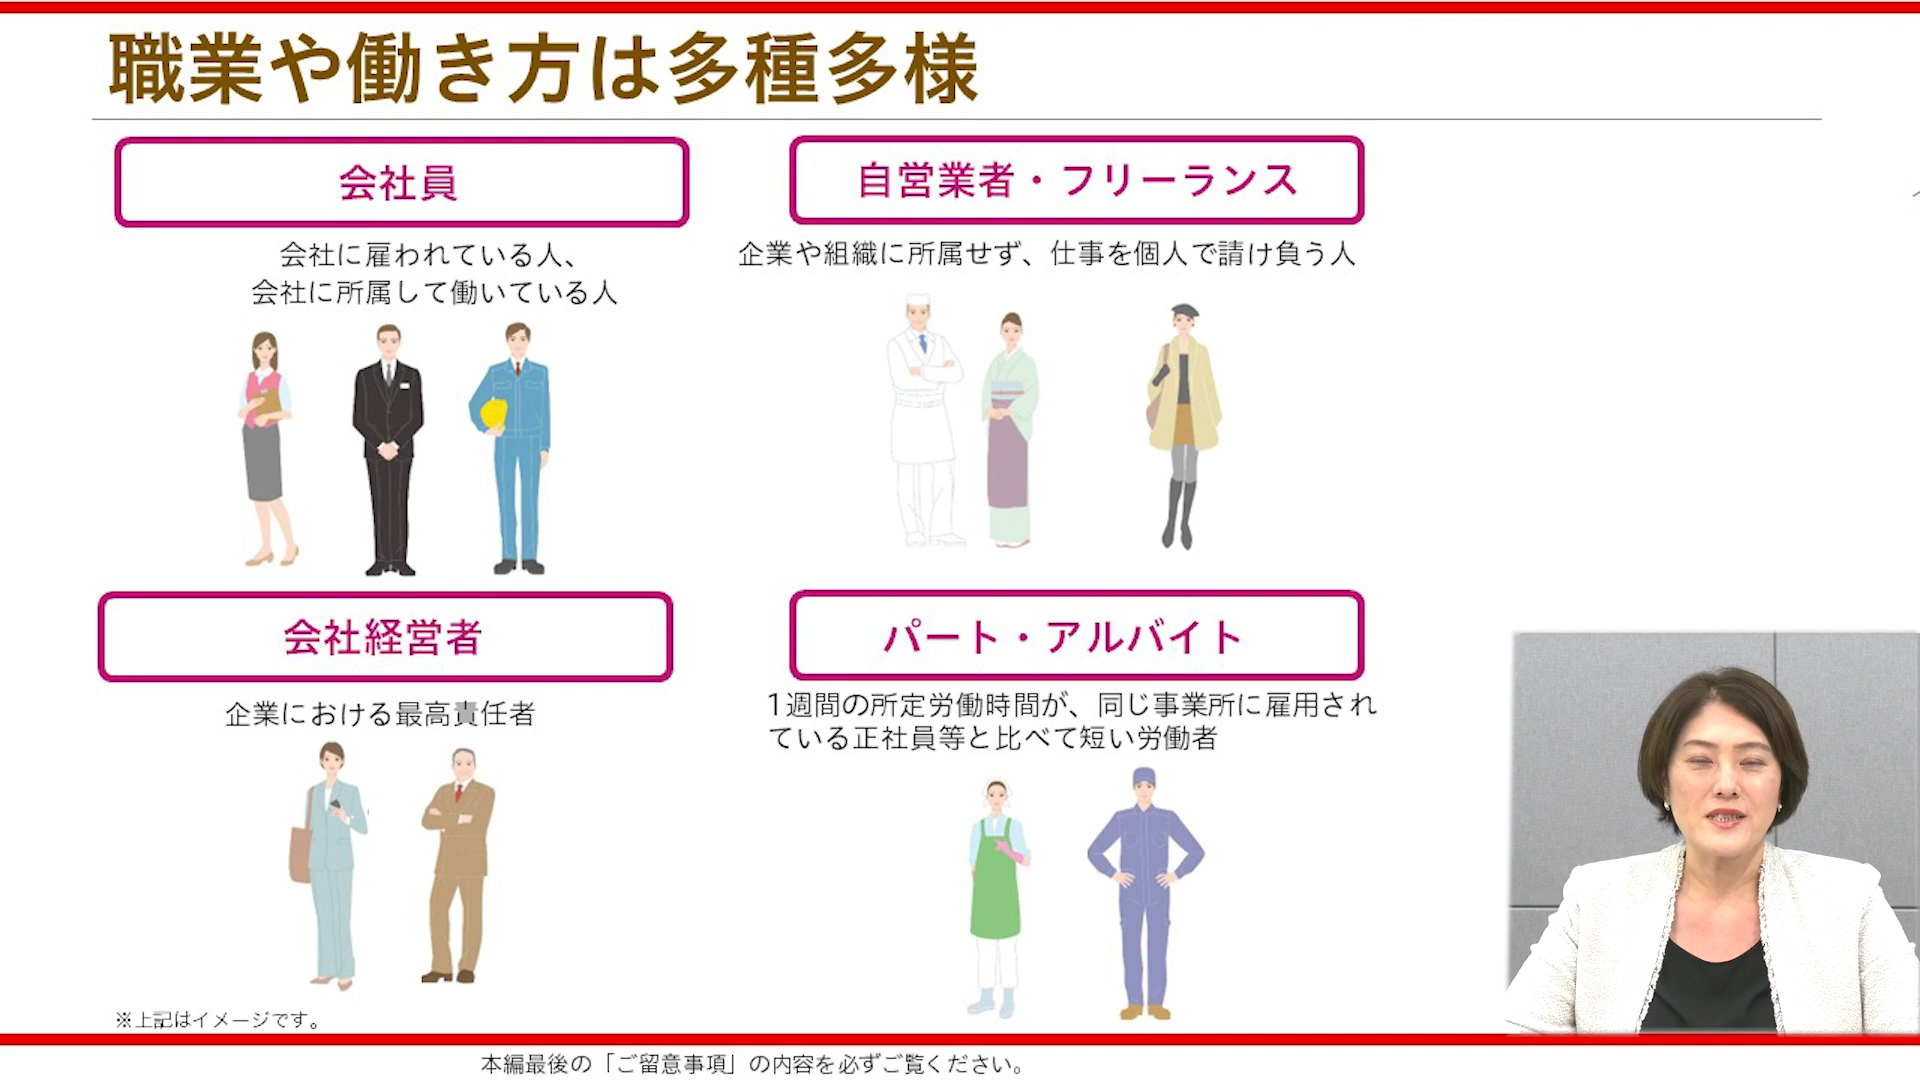 職業や働き方は多種多様
会社員
会社に雇われている人、
会社に所属して働いている人
自営業者・フリーランス
企業や組織に所属せず、仕事を個人で請け負う人
会社経営者
企業における最高責任者
パート・アルバイト
1週間の所定労働時間が、同じ事業所に雇用され
ている正社員等と比べて短い労働者
※上記はイメージです。
本編最後の「ご留意事項」の内容を必ずご覧ください。